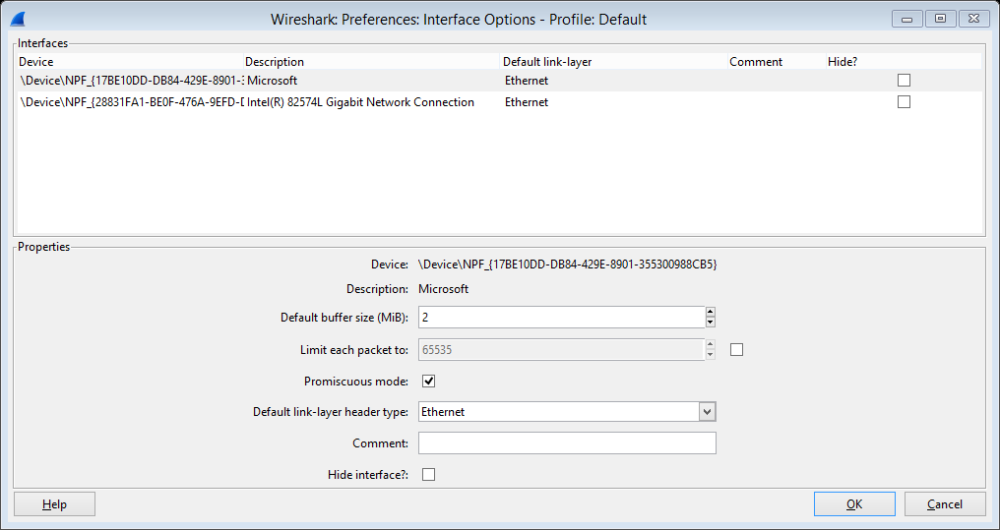 Wireshark: Preferences: Interface Options - Profile: Default
Interfaces
Device Description Default link-layer Comment Hide?
\Device\NPF_{17BE10DD-DB84-429E-8901-3 Microsoft Ethernet
\Device\NPF_{28831FA1-BE0F-476A-9EFD-D Intel(R) 82574L Gigabit Network Connection Ethernet
Properties
Device: \Device\NPF_{17BE10DD-DB84-429E-8901-355300988CB5}
Description: Microsoft
Default buffer size (MiB): 2
Limit each packet to: 65535
Promiscuous mode:
Default link-layer header type: Ethernet
Comment:
Hide interface?:
Help OK Cancel